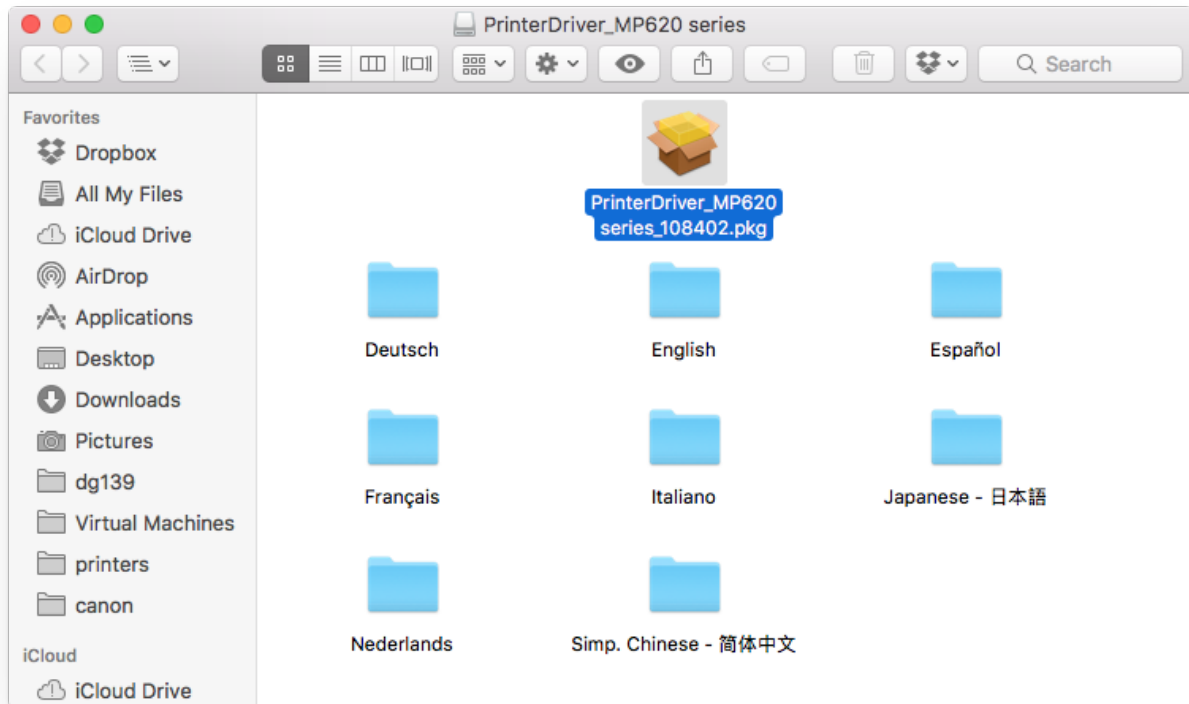 PrinterDriver_MP620 series
Search
Favorites
Dropbox
All My Files
iCloud Drive
AirDrop
Applications
Desktop
Downloads
Pictures
dg139
Virtual Machines
printers
canon
iCloud
iCloud Drive
PrinterDriver_MP620
series_108402.pkg
Deutsch
English
Español
Français
Italiano
Japanese - 日本語
Nederlands
Simp. Chinese - 简体中文